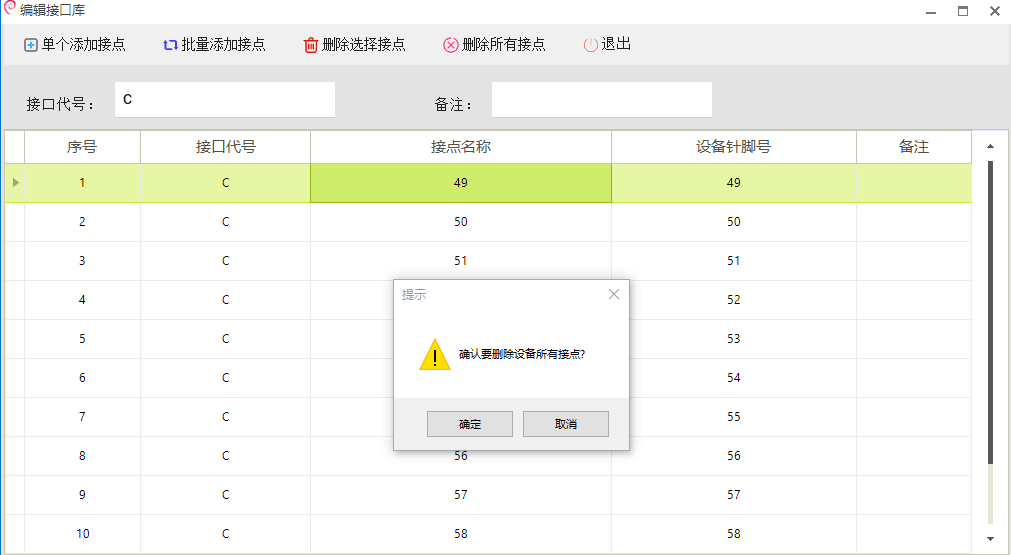 编辑接口库
单个添加接点 批量添加接点 删除选择接点 删除所有接点 退出
接口代号： C 备注：
序号 接口代号 接点名称 设备针脚号 备注
1 C 49 49
2 C 50 50
3 C 51 51
4 C 52
5 C 53
6 C 54
7 C 55
8 C 56 56
9 C 57 57
10 C 58 58
提示
确认要删除设备所有接点?
确定 取消